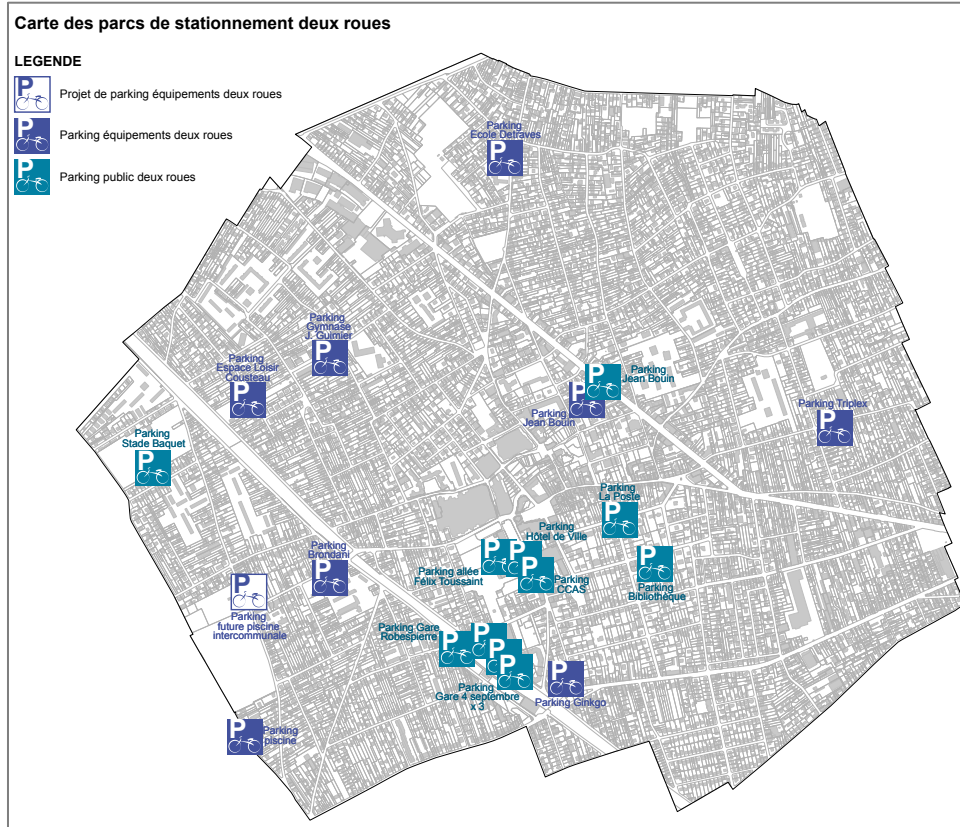 Carte des parcs de stationnement deux roues
LEGENDE
P
Projet de parking équipements deux roues
P
Parking équipements deux roues
P
Parking public deux roues
Parking
Ecole Defraves
P
Parking
Gymnase
J. Guimier
P
Parking
Espace Loisir
Cousteau
P
Parking
Jean Bouin
P
Parking
Jean Bouin
P
Parking Triplex
P
Parking
Stade Baquet
P
Parking
La Poste
P
Parking
Hôtel de Ville
P
Parking allée
Félix Toussaint
P
Parking
CCAS
P
Parking
Bibliothèque
P
Parking
Brondani
P
Parking
future piscine
intercommunale
P
Parking Gare
Robespierre
P
Parking
Gare 4 septembre
x 3
P
P
P
Parking Ginkgo
P
Parking
piscine
P